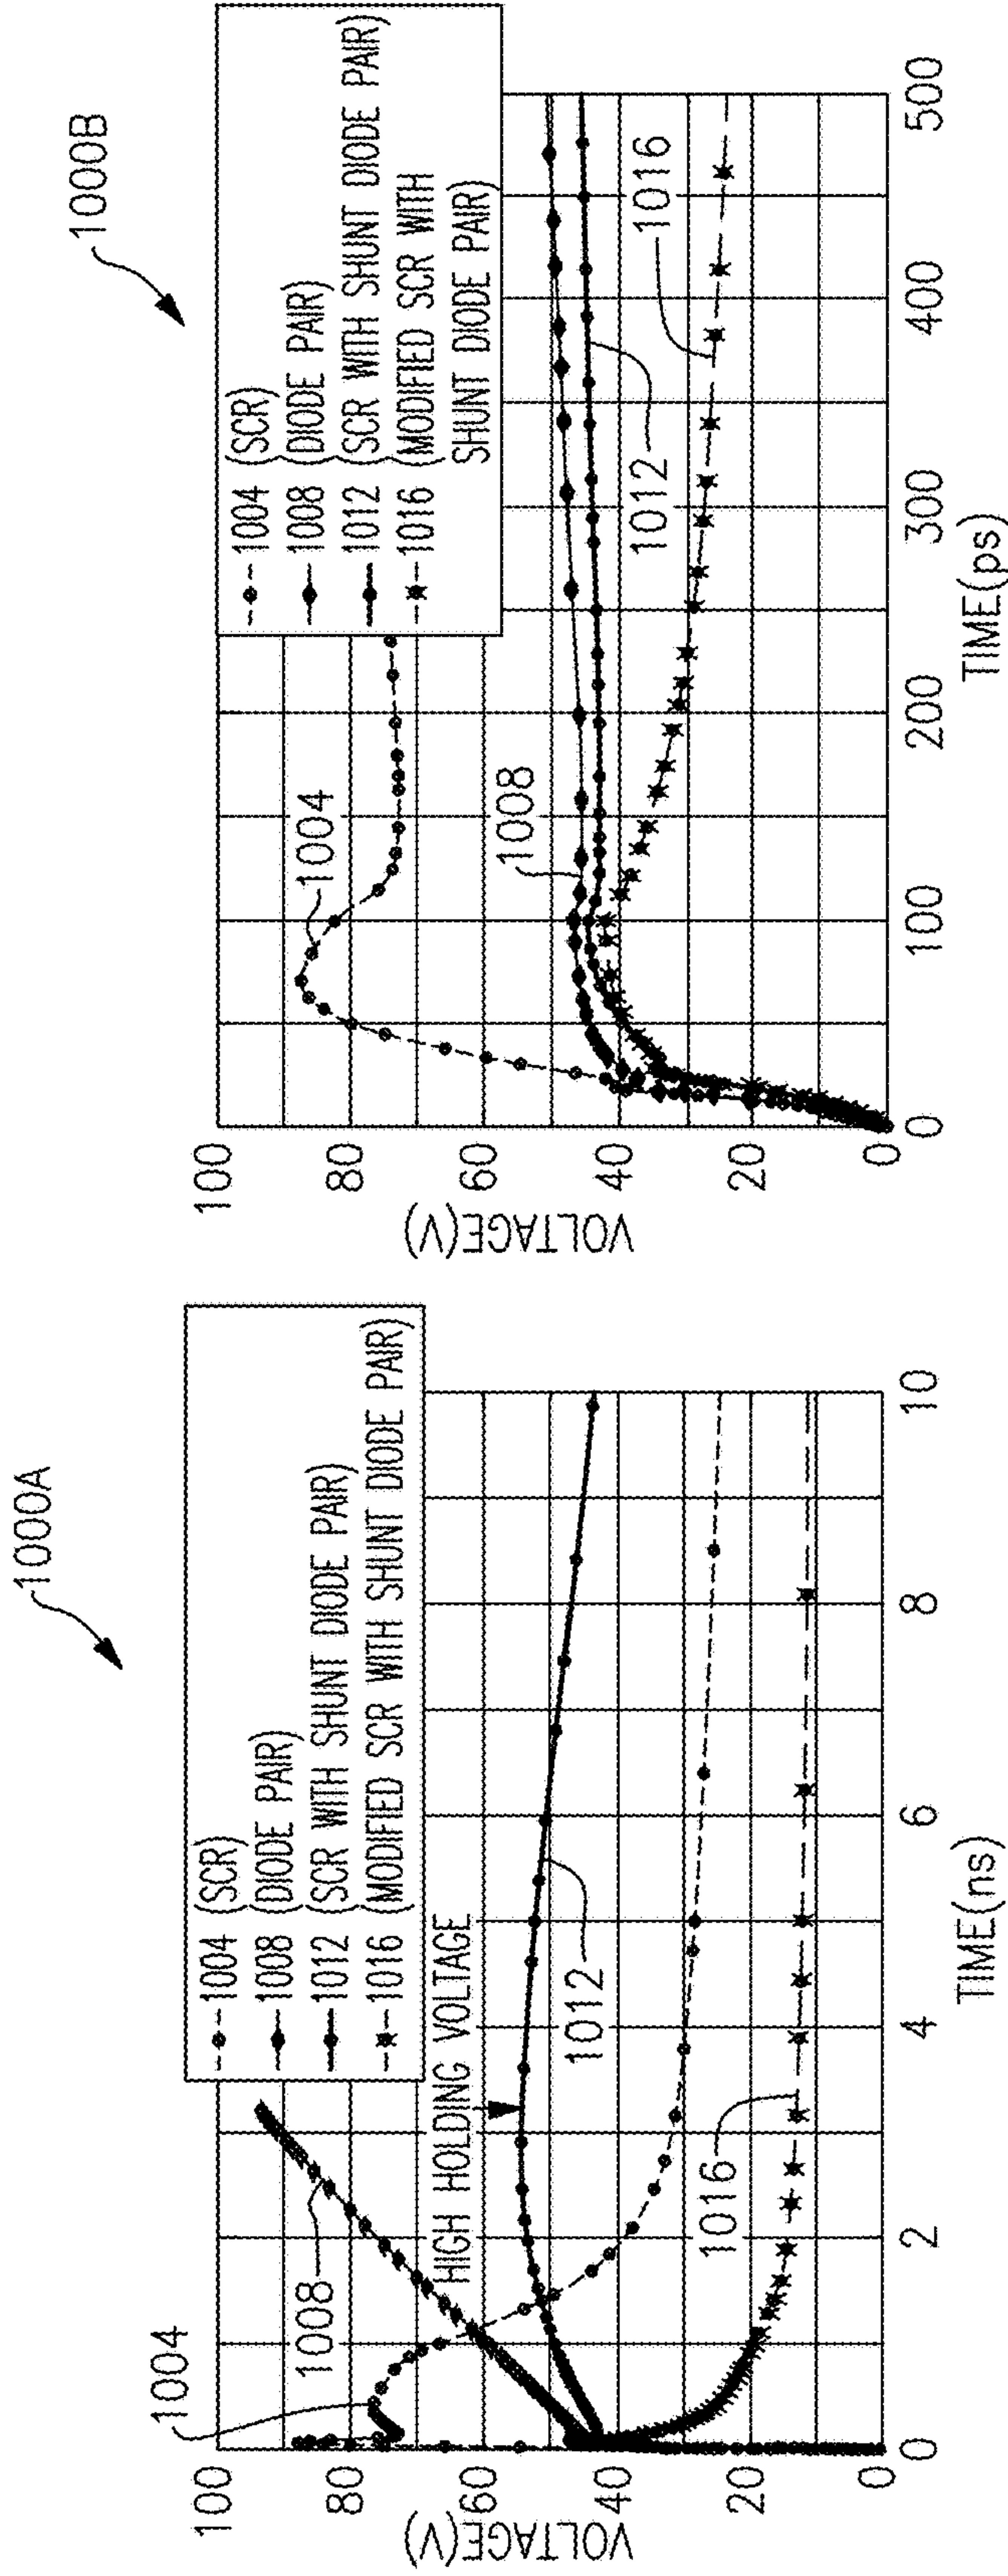 1000A
100
80
60
40
20
0
VOLTAGE(V)
0
2
4
6
8
10
TIME(ns)
1004 (SCR)
1008 (DIODE PAIR)
1012 (SCR WITH SHUNT DIODE PAIR)
1016 (MODIFIED SCR WITH SHUNT DIODE PAIR)
1004
1008
HIGH HOLDING VOLTAGE
1012
1016
1000B
100
80
60
40
20
0
VOLTAGE(V)
0
100
200
300
400
500
TIME(ps)
1004 (SCR)
1008 (DIODE PAIR)
1012 (SCR WITH SHUNT DIODE PAIR)
1016 (MODIFIED SCR WITH
SHUNT DIODE PAIR)
1004
1008
1012
1016